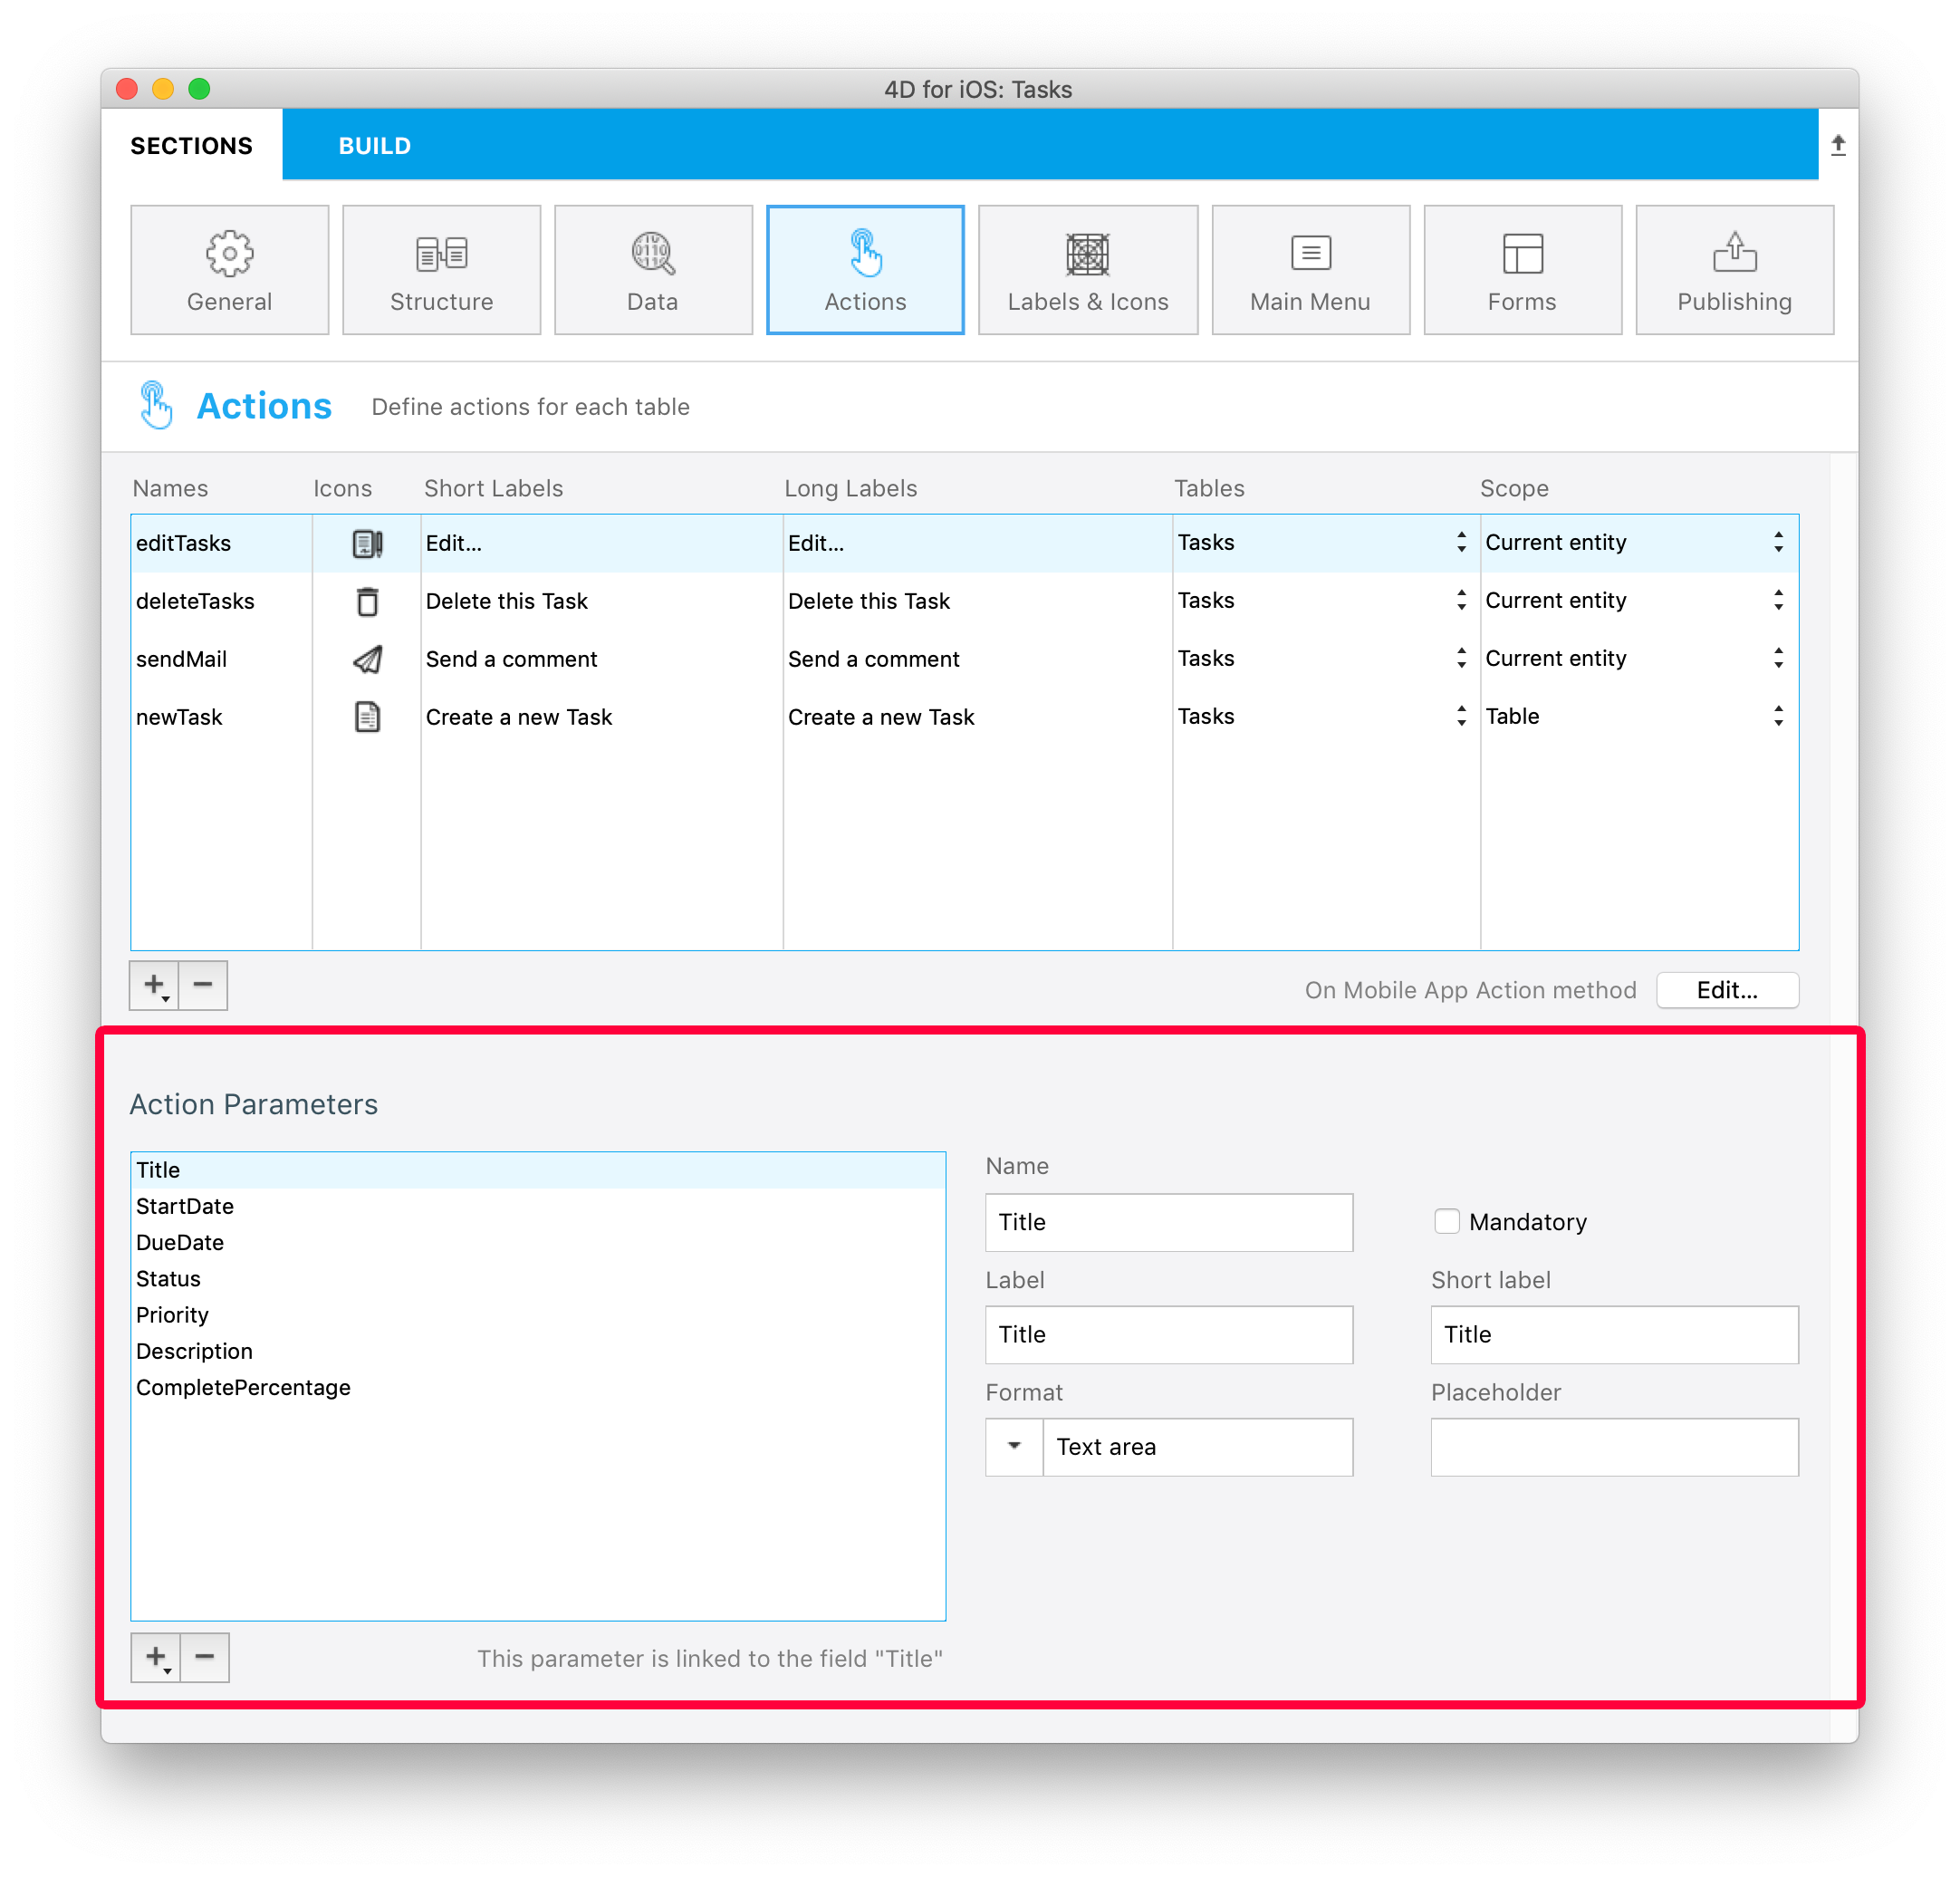 4D for iOS: Tasks
SECTIONS BUILD
General Structure Data Actions Labels & Icons Main Menu Forms Publishing
Actions Define actions for each table
Names Icons Short Labels Long Labels Tables Scope
editTasks Edit... Edit... Tasks Current entity
deleteTasks Delete this Task Delete this Task Tasks Current entity
sendMail Send a comment Send a comment Tasks Current entity
newTask Create a new Task Create a new Task Tasks Table
On Mobile App Action method Edit...
Action Parameters
Title
StartDate
DueDate
Status
Priority
Description
CompletePercentage
Name
Title Mandatory
Label Short label
Title Title
Format Placeholder
Text area
This parameter is linked to the field "Title"